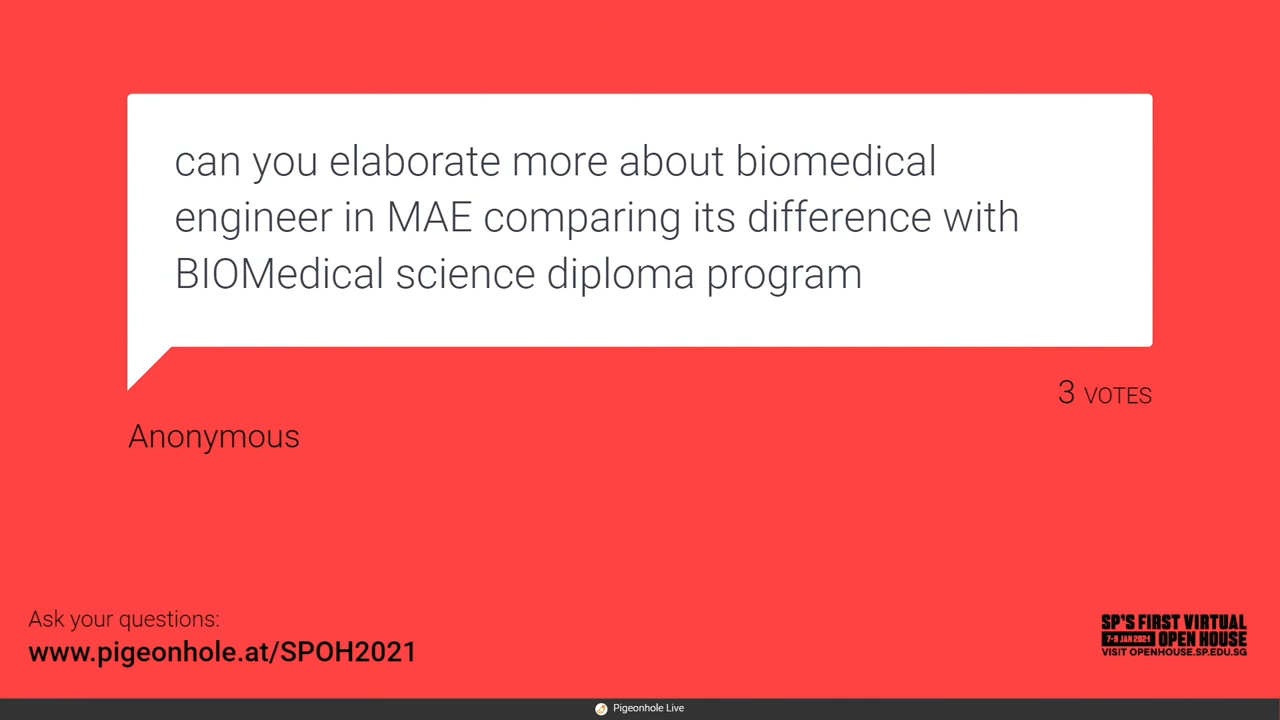 can you elaborate more about biomedical
engineer in MAE comparing its difference with
BIOMedical science diploma program
3 VOTES
Anonymous
Ask your questions:
www.pigeonhole.at/SPOH2021
SP'S FIRST VIRTUAL
7-9 JAN 2021 OPEN HOUSE
VISIT OPENHOUSE.SP.EDU.SG
Pigeonhole Live